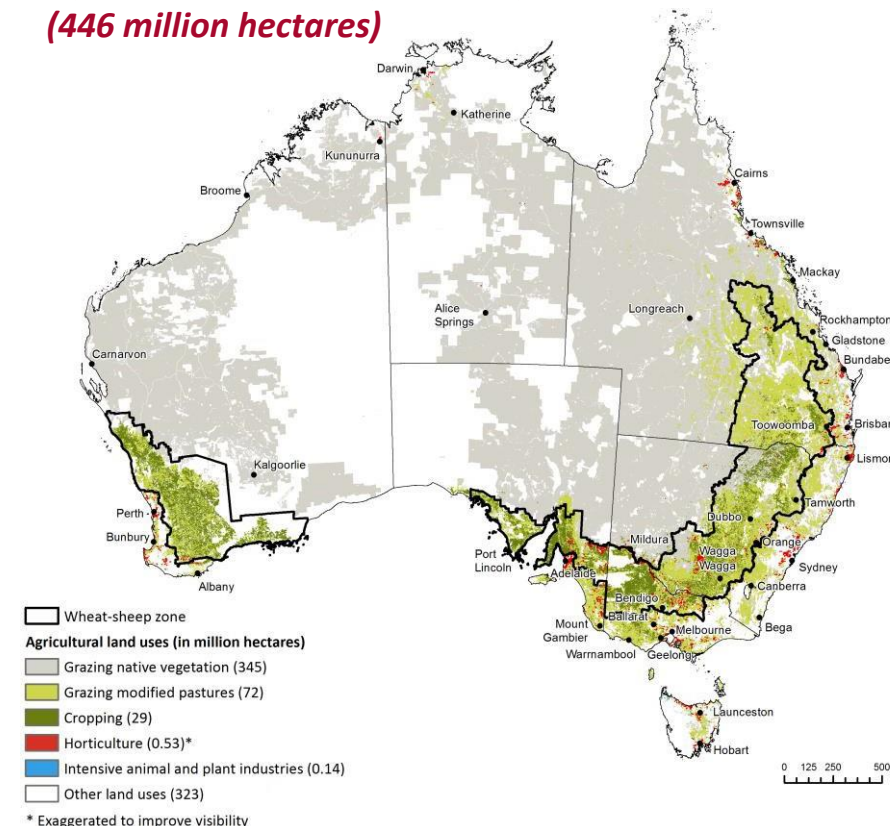 (446 million hectares)
Darwin
Katherine
Kununurra
Broome
Cairns
Townsville
Mackay
Alice
Springs
Longreach
Rockhampton
Gladstone
Carnarvon
Bundabe
Toowoomba
Brisban
Lismor
Kalgoorlie
Tamworth
Dubbo
Perth
Mildura
Orange
Bunbury
Wagga
Wagga
Sydney
Port
Lincoln
Adelaide
Canberra
Albany
Bendigo
Ballarat
Mount
Gambier
Melbourne
Bega
Warrnambool
Geelong
Launceston
Hobart
Wheat-sheep zone
Agricultural land uses (in million hectares)
Grazing native vegetation (345)
Grazing modified pastures (72)
Cropping (29)
Horticulture (0.53)*
Intensive animal and plant industries (0.14)
Other land uses (323)
* Exaggerated to improve visibility
0 125 250 500